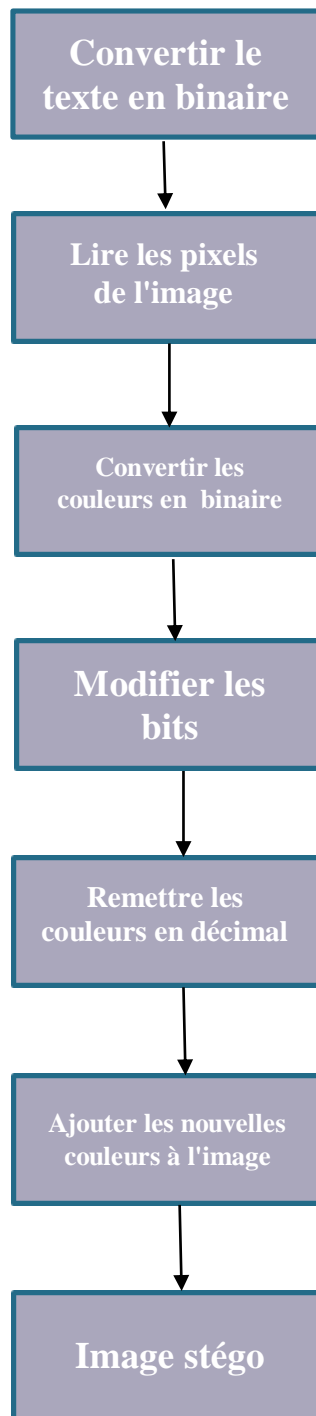 Convertir le
texte en binaire
Lire les pixels
de l'image
Convertir les
couleurs en  binaire
Modifier les
bits
Remettre les
couleurs en décimal
Ajouter les nouvelles
couleurs à l'image
Image stégo